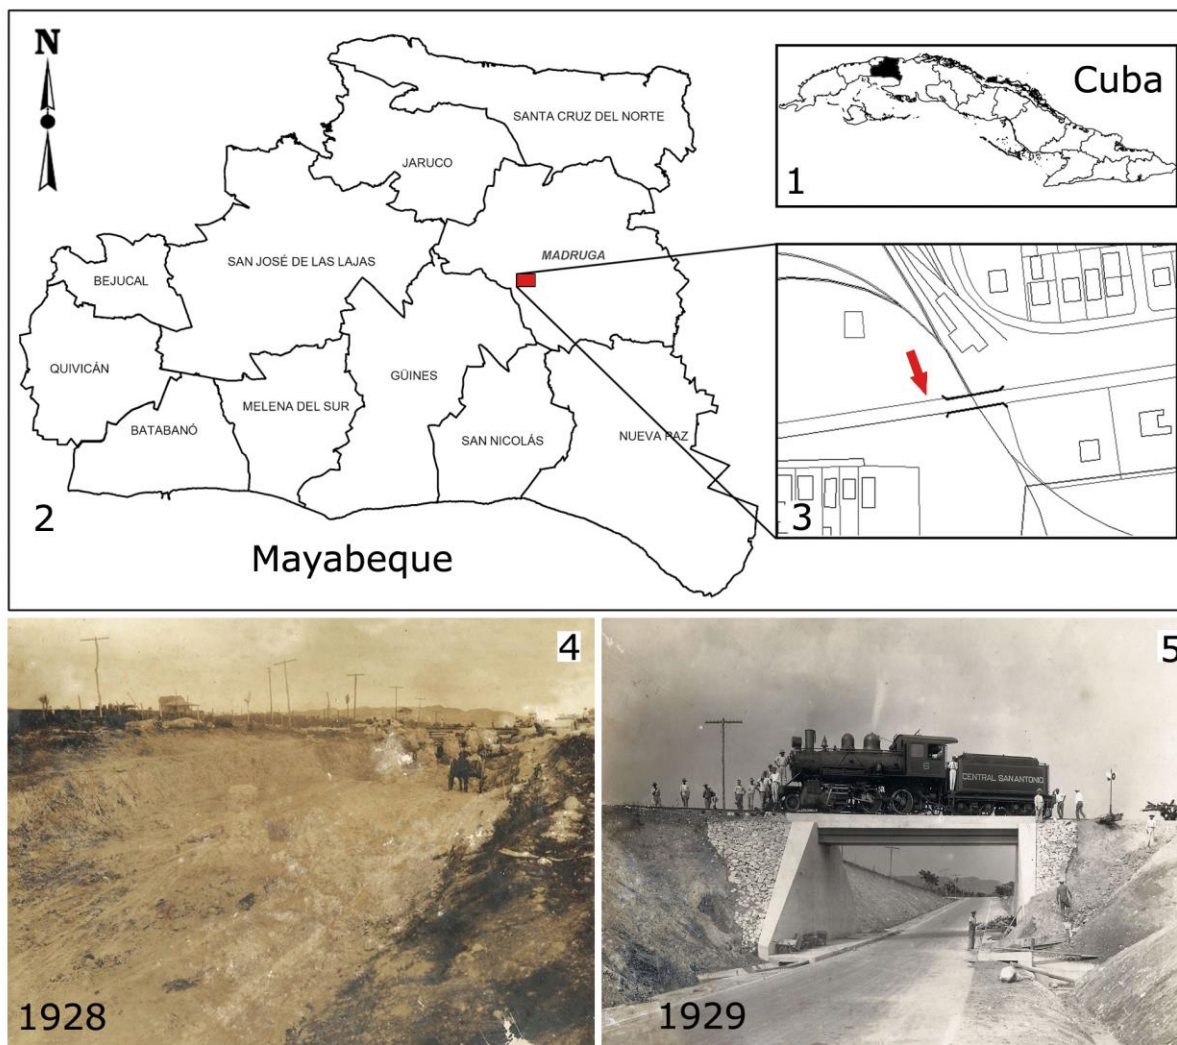 N
SANTA CRUZ DEL NORTE
JARUCO
MADRUGA
SAN JOSÉ DE LAS LAJAS
BEJUCAL
QUIVICÁN
GÜINES
MELENA DEL SUR
BATABANÓ
SAN NICOLÁS
NUEVA PAZ
2
Mayabeque
Cuba
1
3
4
1928
5
6
CENTRAL SAN ANTONIO
1929